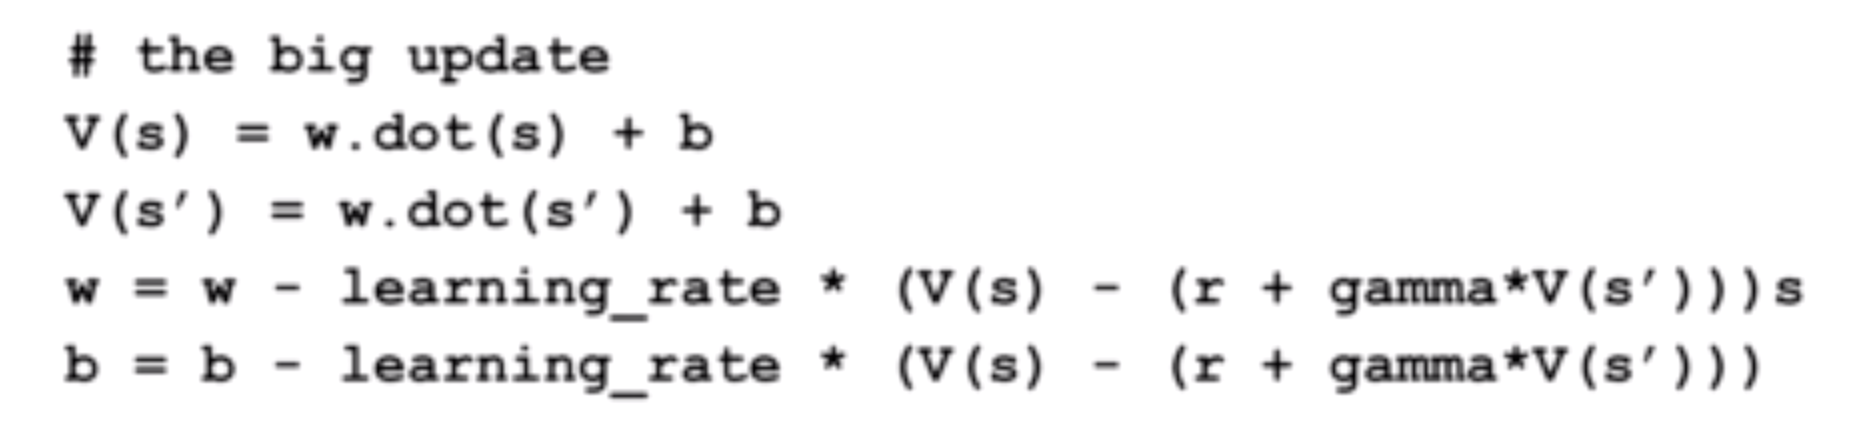 # the big update
V(s) = w.dot(s) + b
V(s′) = w.dot(s′) + b
w = w - learning_rate * (V(s) - (r + gamma*V(s′)))s
b = b - learning_rate * (V(s) - (r + gamma*V(s′)))